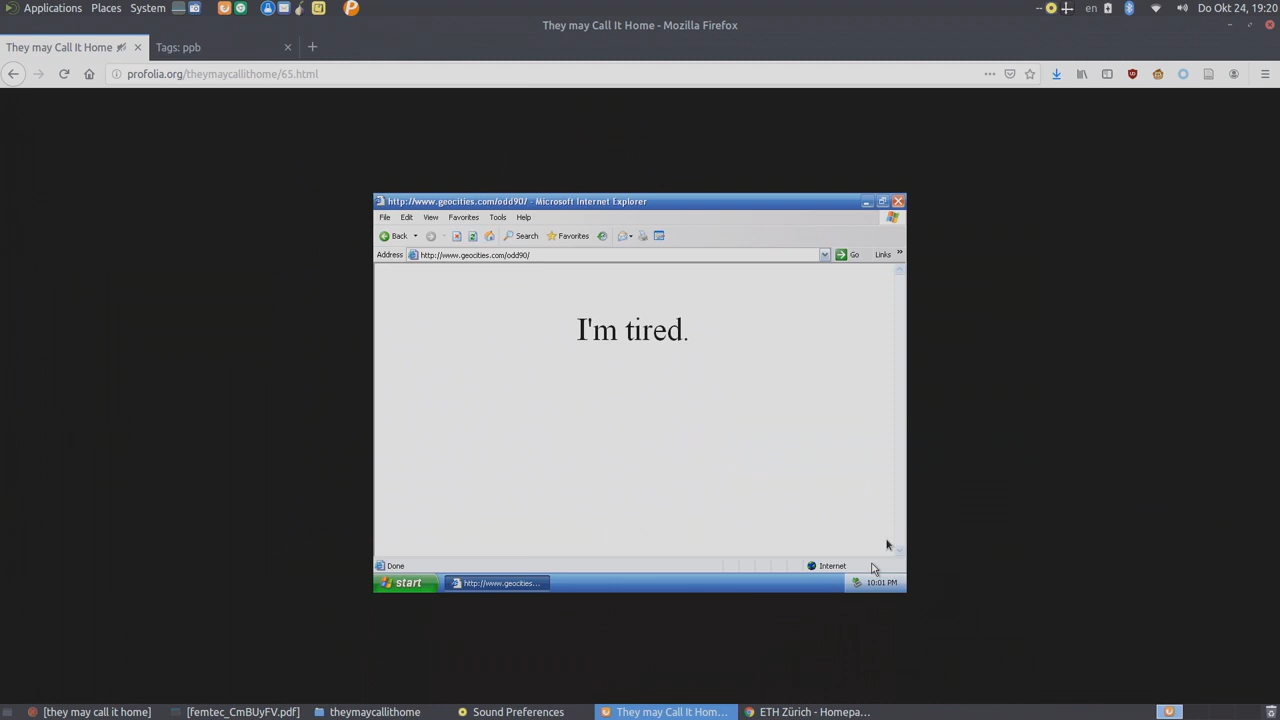 Applications Places System en Do Okt 24, 19:20
They may Call It Home - Mozilla Firefox
They may Call It Home Tags: ppb
profolia.org/theymaycallithome/65.html
http://www.geocities.com/odd90/ - Microsoft Internet Explorer
File Edit View Favorites Tools Help
Back Search Favorites
Address http://www.geocities.com/odd90/ Go Links »
I'm tired.
Done Internet
start http://www.geocities... 10:01 PM
[they may call it home] [femtec_CmBUyFV.pdf] theymaycallithome Sound Preferences They may Call It Hom... ETH Zürich - Homepa...